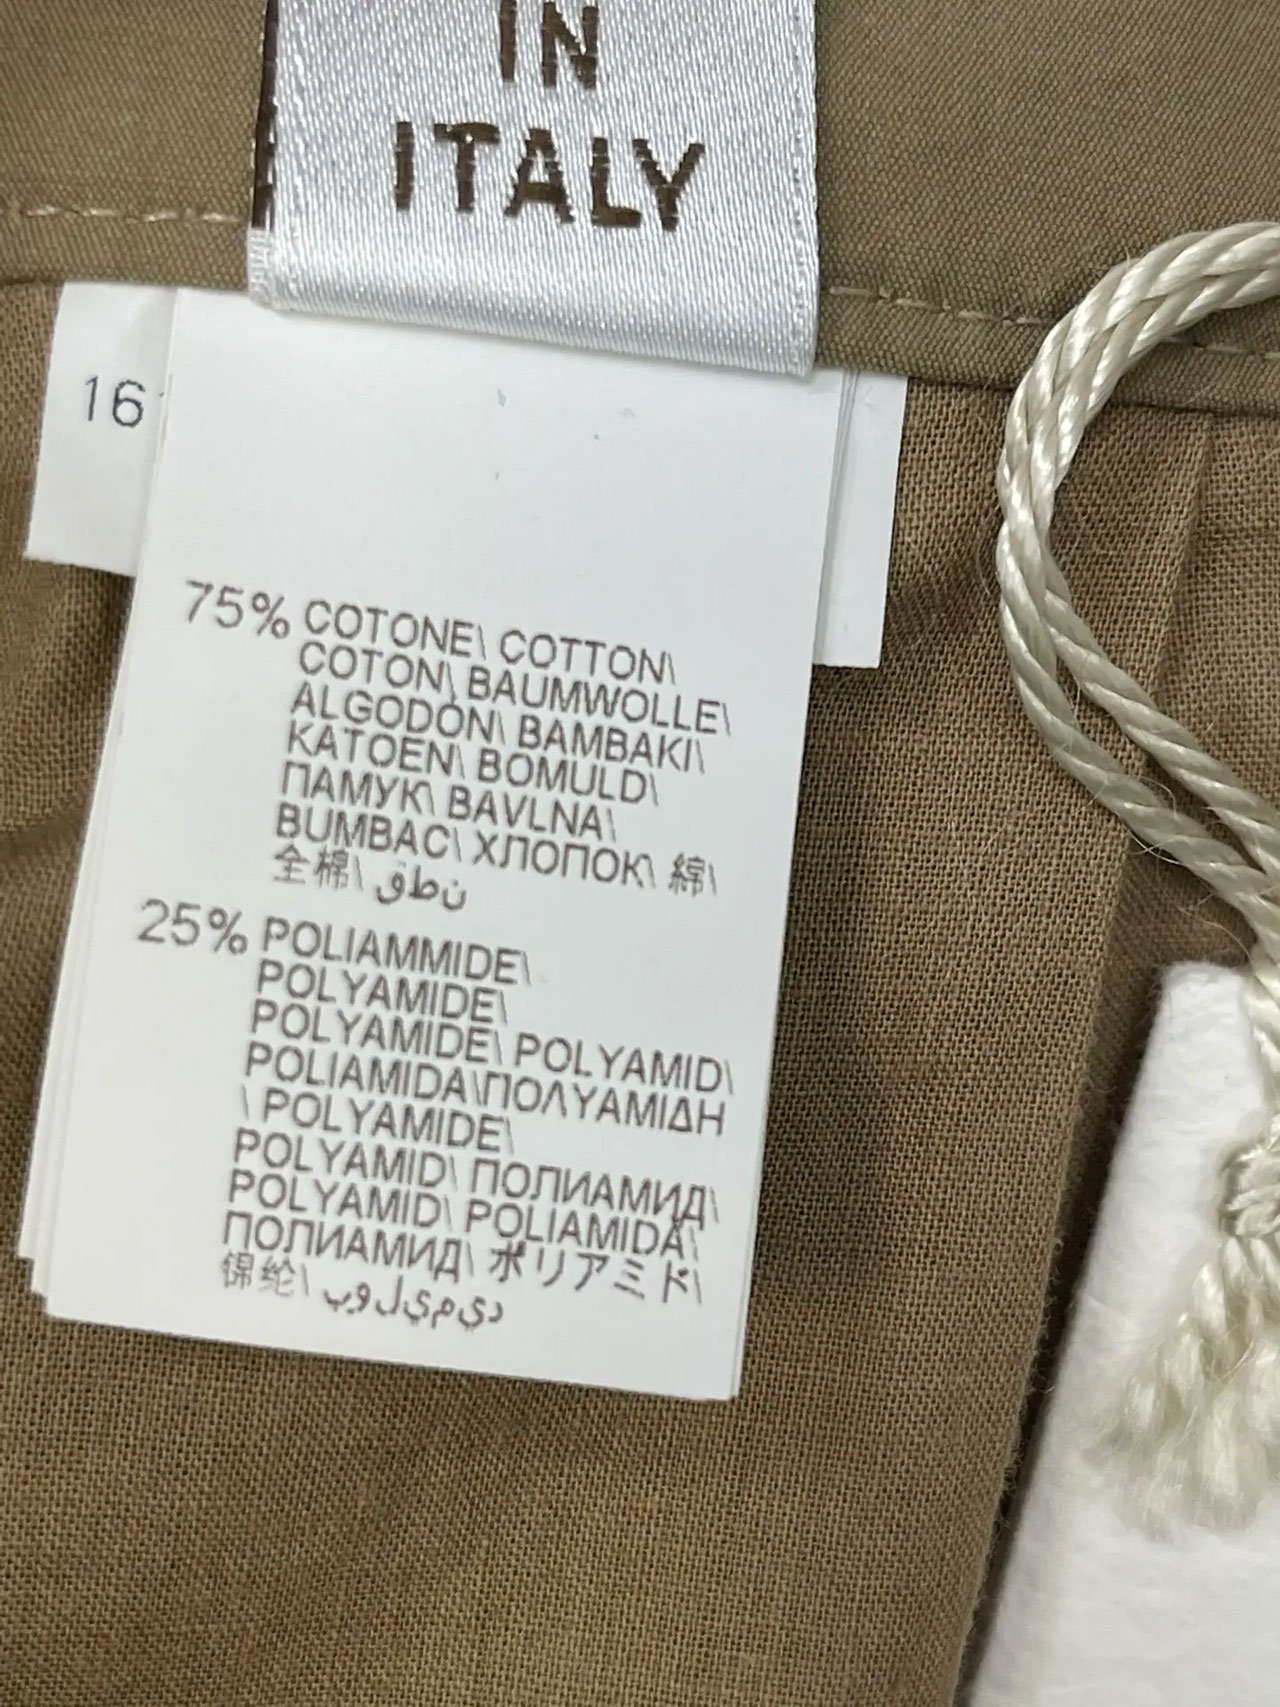 IN
ITALY
16
75% COTONE\ COTTON\
COTON\ BAUMWOLLE\
ALGODÓN\ BAMBAKI\
KATOEN\ BOMULD\
ПАМУК\ BAVLNA\
BUMBAC\ ХЛОПОК\ 綿\
全棉\ قطن
25% POLIAMMIDE\
POLYAMIDE\
POLYAMIDE\ POLYAMID\
POLIAMIDA\ΠΟΛΥΑΜΙΔΗ
\ POLYAMIDE\
POLYAMID\ ПОЛИАМИД\
POLYAMID\ POLIAMIDA\
ПОЛИАМИД\ ポリアミド\
锦纶\ بوليميد